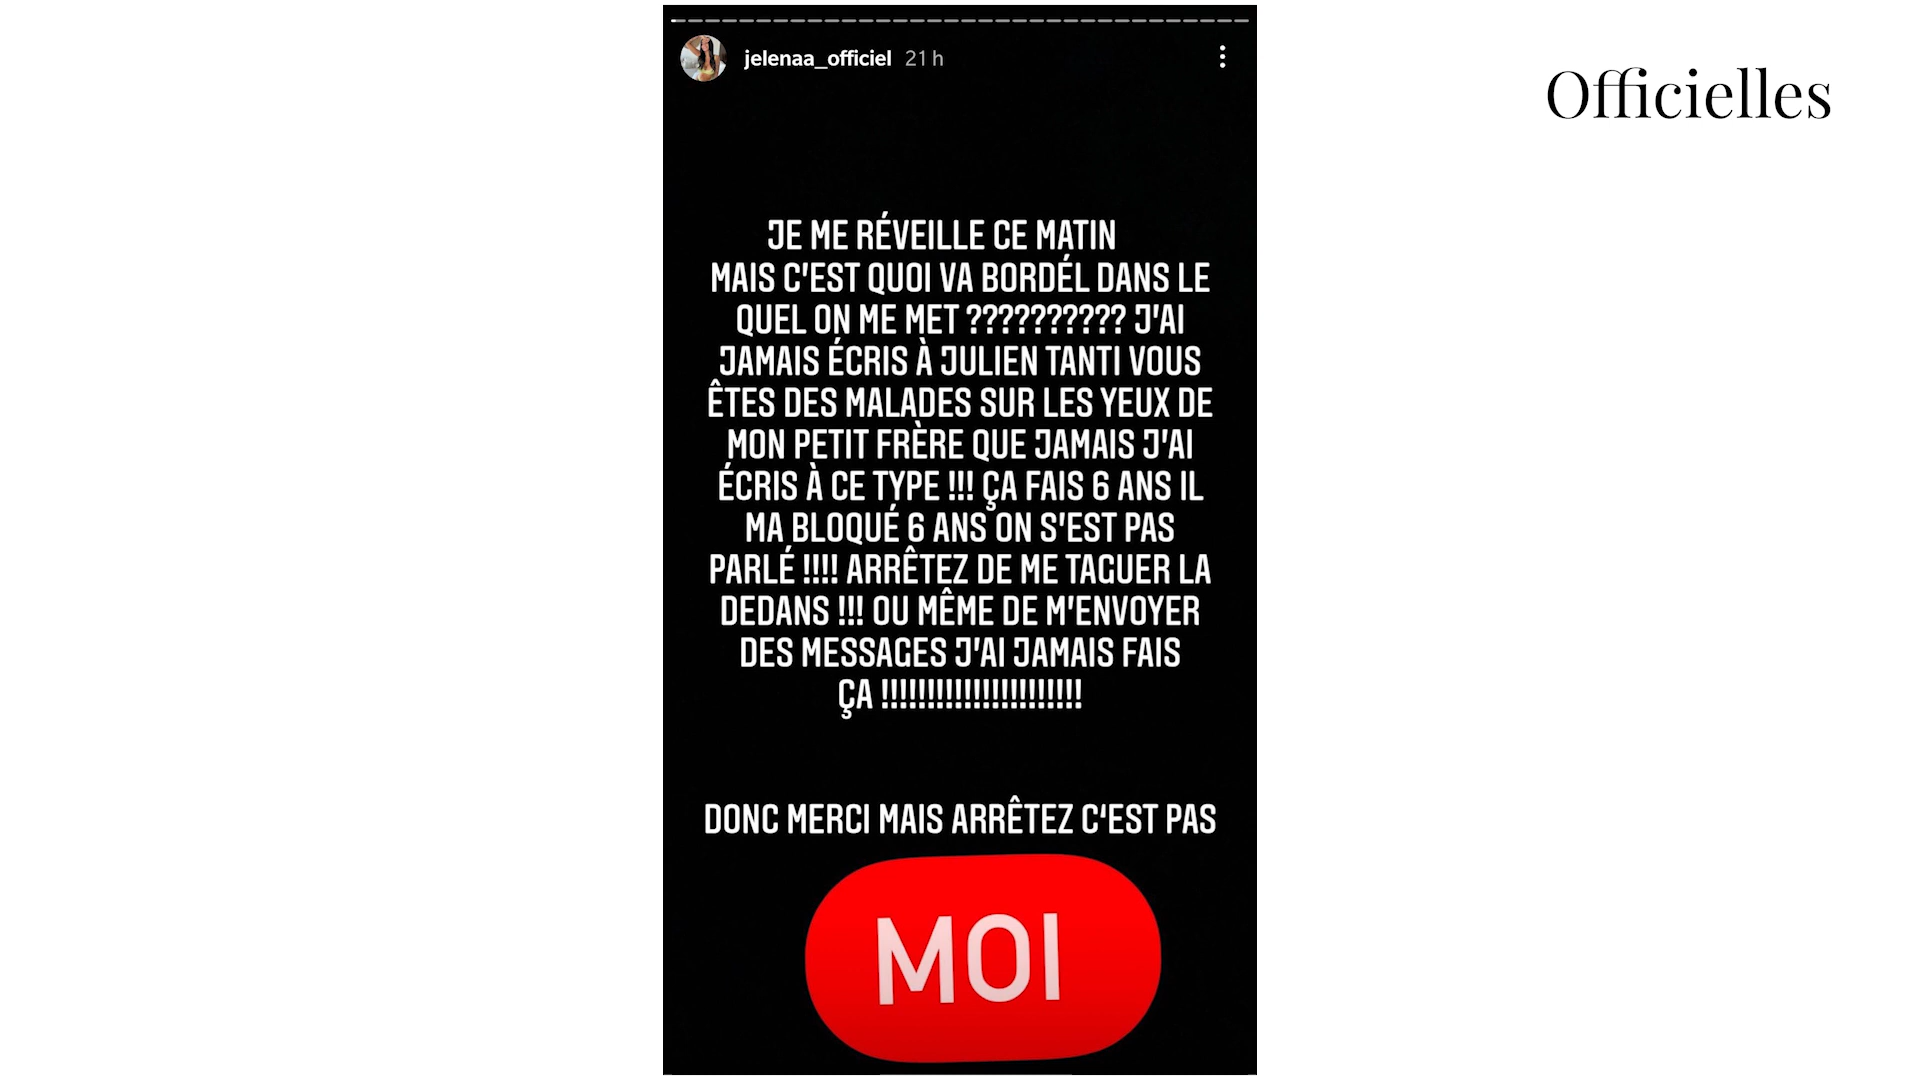 jelenaa_officiel 21 h
Officielles
JE ME RÉVEILLE CE MATIN
MAIS C'EST QUOI VA BORDÉL DANS LE
QUEL ON ME MET ?????????? J'AI
JAMAIS ÉCRIS À JULIEN TANTI VOUS
ÊTES DES MALADES SUR LES YEUX DE
MON PETIT FRÈRE QUE JAMAIS J'AI
ÉCRIS À CE TYPE !!! ÇA FAIS 6 ANS IL
MA BLOQUÉ 6 ANS ON S'EST PAS
PARLÉ !!!! ARRÊTEZ DE ME TAGUER LA
DEDANS !!! OU MÊME DE M'ENVOYER
DES MESSAGES J'AI JAMAIS FAIS
ÇA !!!!!!!!!!!!!!!!!!!!!!
DONC MERCI MAIS ARRÊTEZ C'EST PAS
MOI